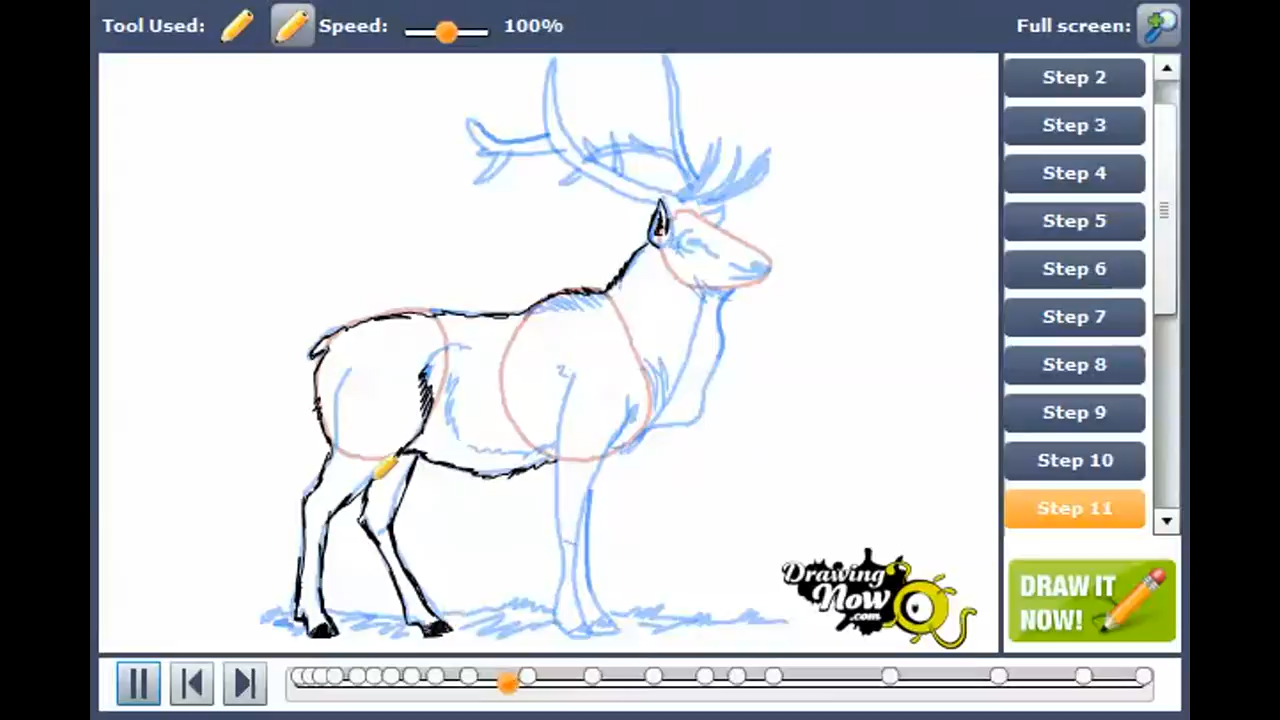 Tool Used:
Speed:
100%
Full screen:
Step 2
Step 3
Step 4
Step 5
Step 6
Step 7
Step 8
Step 9
Step 10
Step 11
Drawing
Now
.com
DRAW IT
NOW!